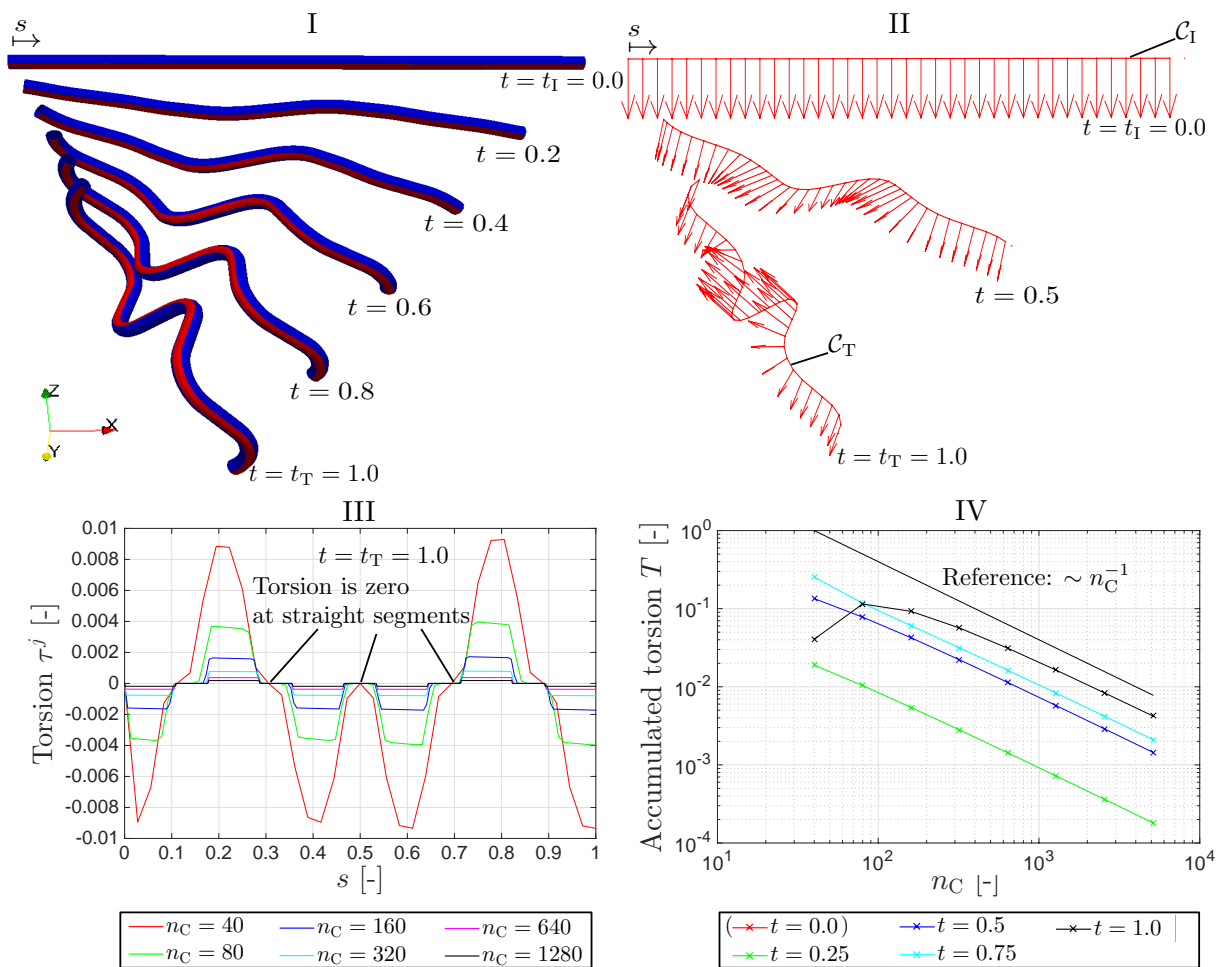 I
s
t = t_I = 0.0
t = 0.2
t = 0.4
t = 0.6
t = 0.8
t = t_T = 1.0
Z
X
Y
II
s
C_I
t = t_I = 0.0
t = 0.5
C_T
t = t_T = 1.0
III
t = t_T = 1.0
Torsion is zero
at straight segments
Torsion τ^j [-]
0.01
0.008
0.006
0.004
0.002
0
-0.002
-0.004
-0.006
-0.008
-0.01
0 0.1 0.2 0.3 0.4 0.5 0.6 0.7 0.8 0.9 1
s [-]
n_C = 40 n_C = 160 n_C = 640
n_C = 80 n_C = 320 n_C = 1280
IV
Reference: ~ n_C^{-1}
Accumulated torsion T [-]
10^0
10^{-1}
10^{-2}
10^{-3}
10^{-4}
10^1 10^2 10^3 10^4
n_C [-]
(t = 0.0) t = 0.5 t = 1.0
t = 0.25 t = 0.75